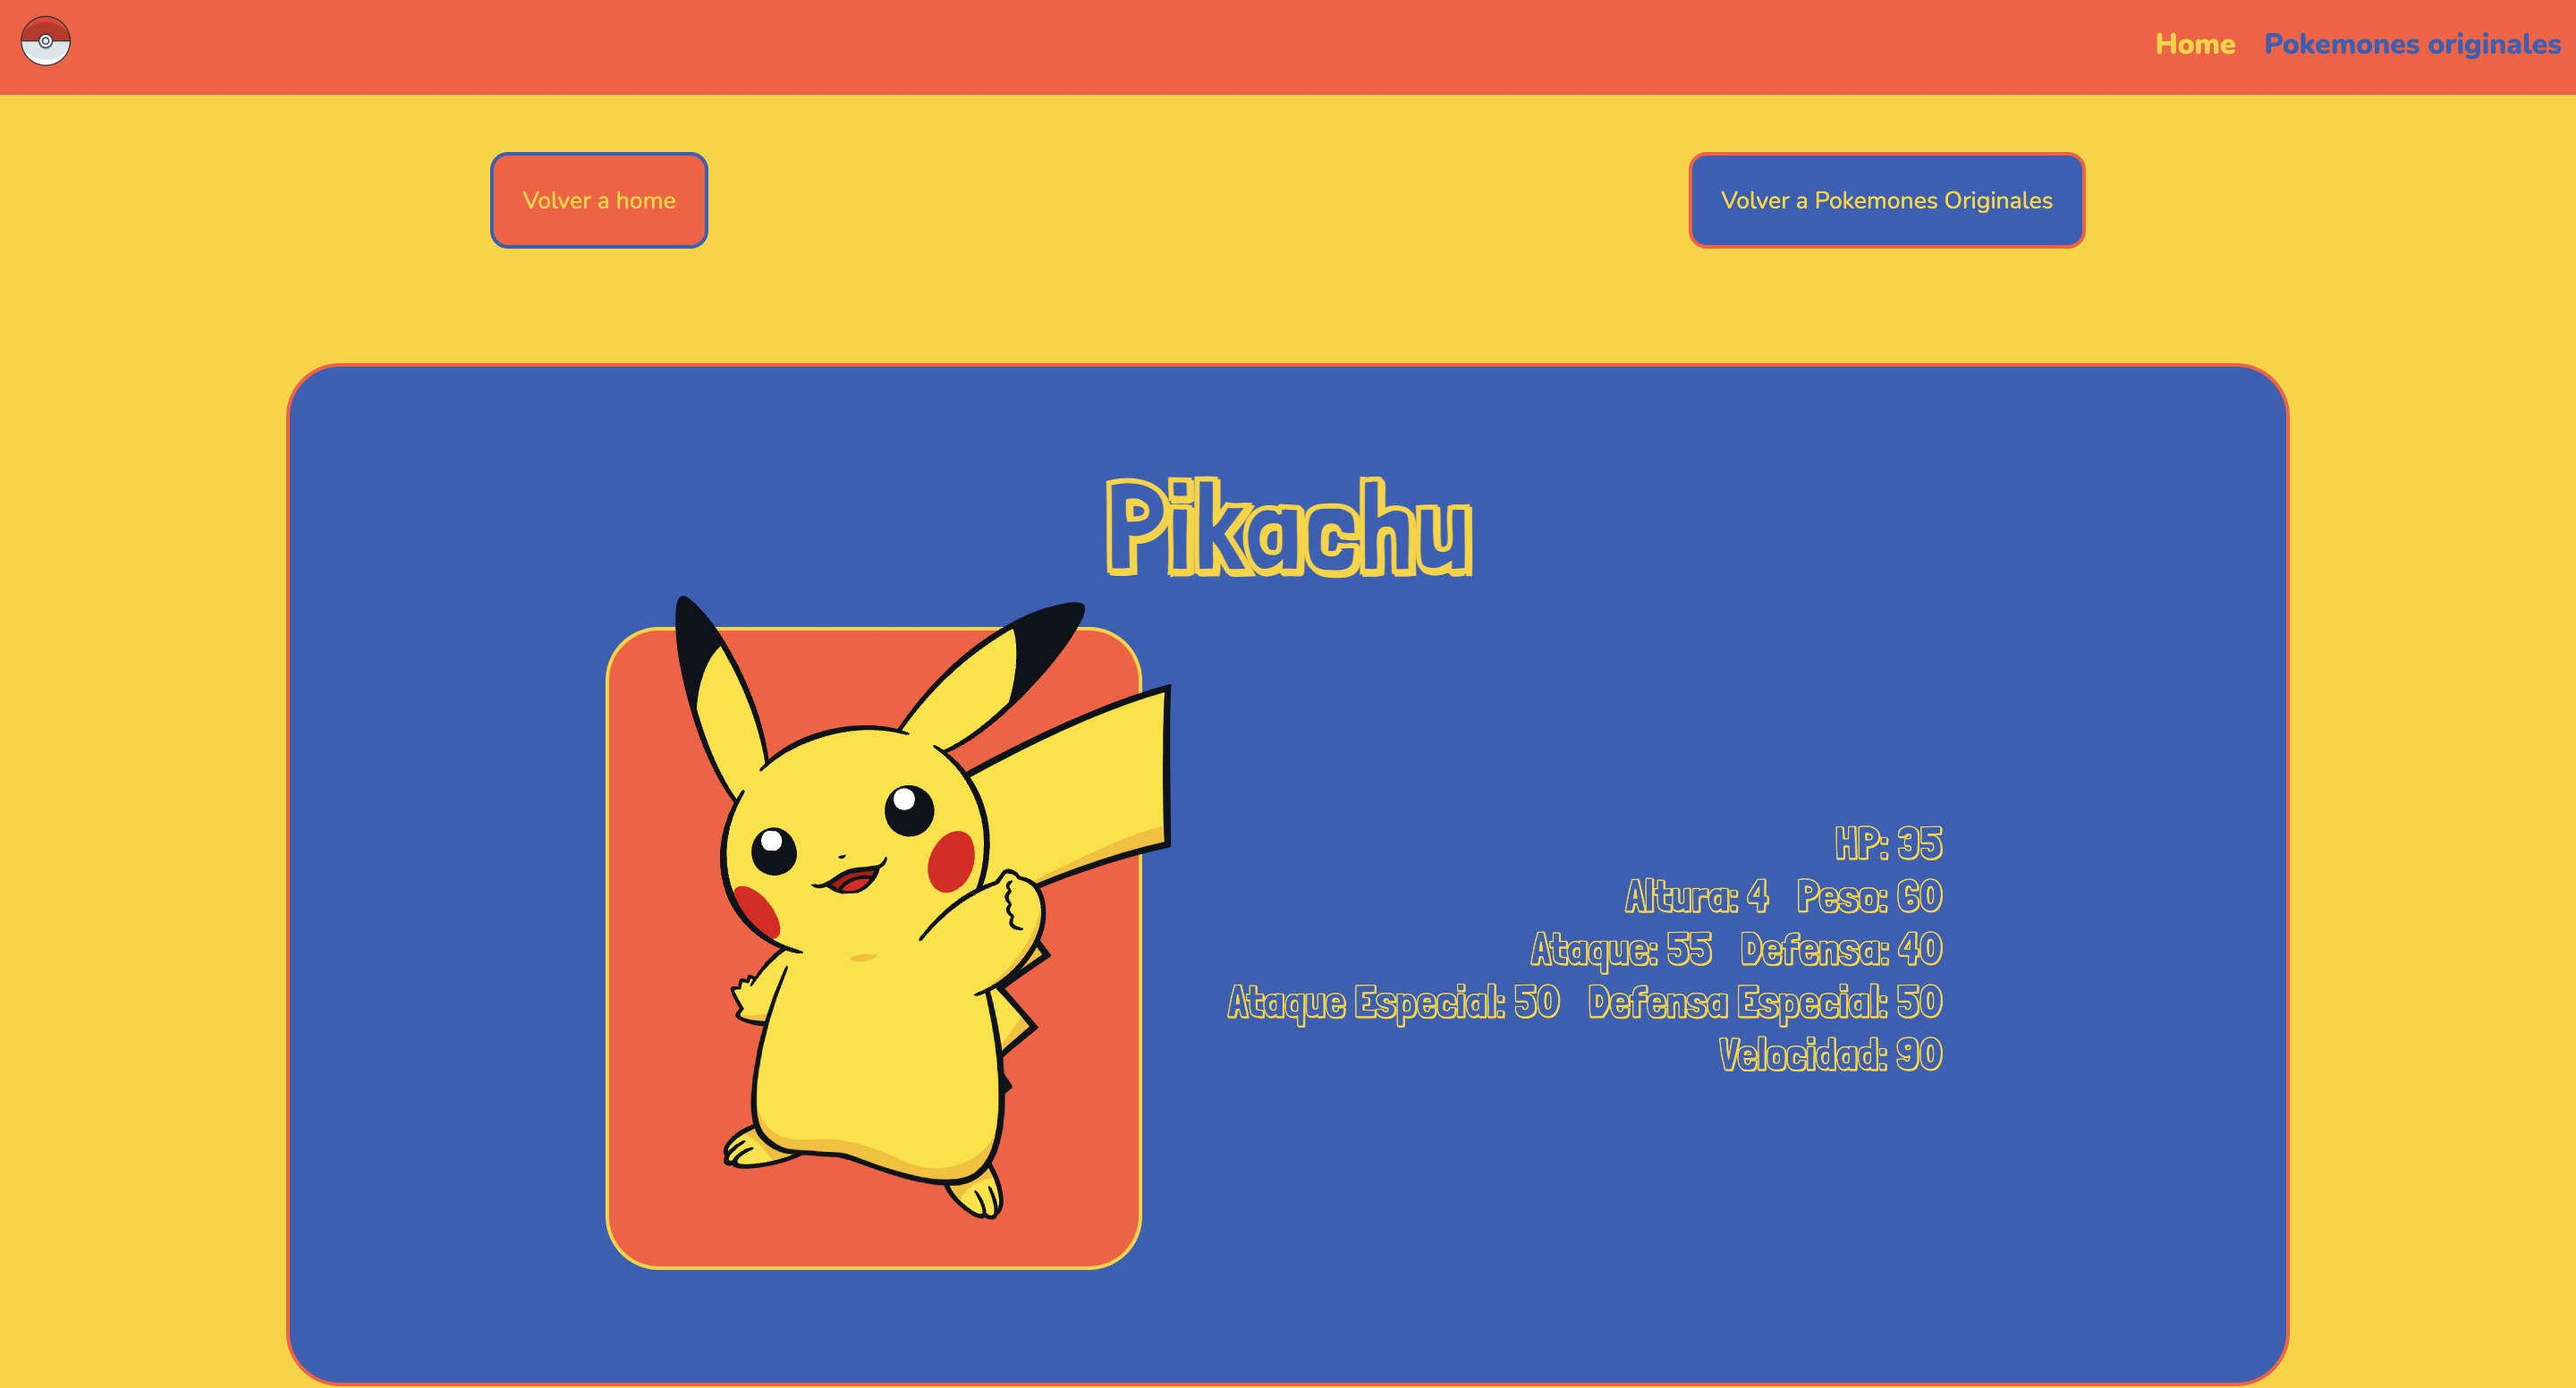 Home Pokemones originales
Volver a home
Volver a Pokemones Originales
Pikachu
HP: 35
Altura: 4 Peso: 60
Ataque: 55 Defensa: 40
Ataque Especial: 50 Defensa Especial: 50
Velocidad: 90